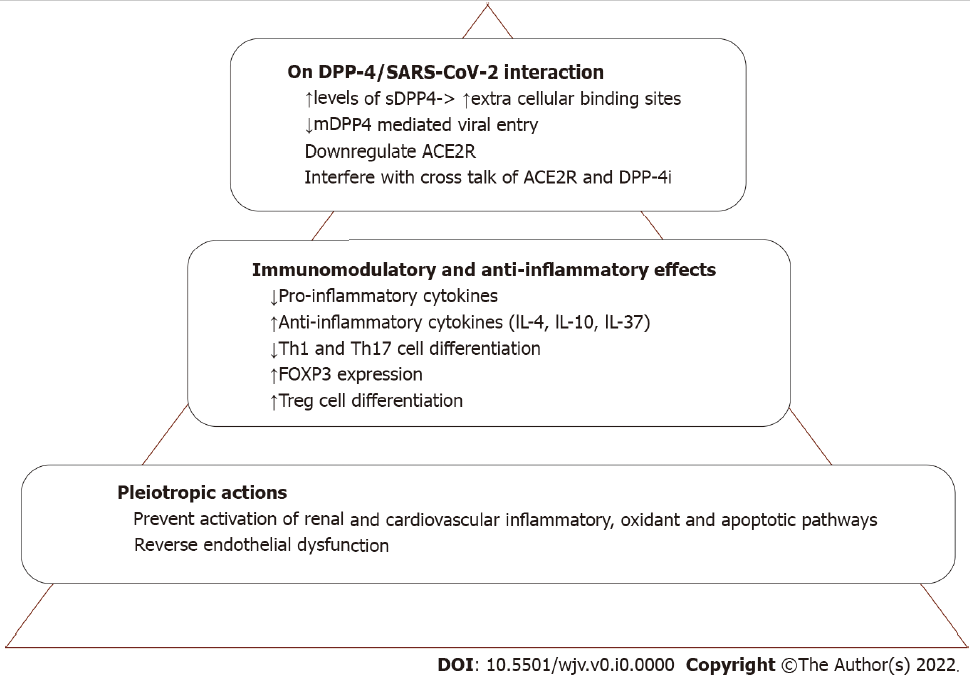 On DPP-4/SARS-CoV-2 interaction
↑levels of sDPP4-> ↑extra cellular binding sites
↓mDPP4 mediated viral entry
Downregulate ACE2R
Interfere with cross talk of ACE2R and DPP-4i
Immunomodulatory and anti-inflammatory effects
↓Pro-inflammatory cytokines
↑Anti-inflammatory cytokines (IL-4, IL-10, IL-37)
↓Th1 and Th17 cell differentiation
↑FOXP3 expression
↑Treg cell differentiation
Pleiotropic actions
Prevent activation of renal and cardiovascular inflammatory, oxidant and apoptotic pathways
Reverse endothelial dysfunction
DOI: 10.5501/wjv.v0.i0.0000 Copyright ©The Author(s) 2022.